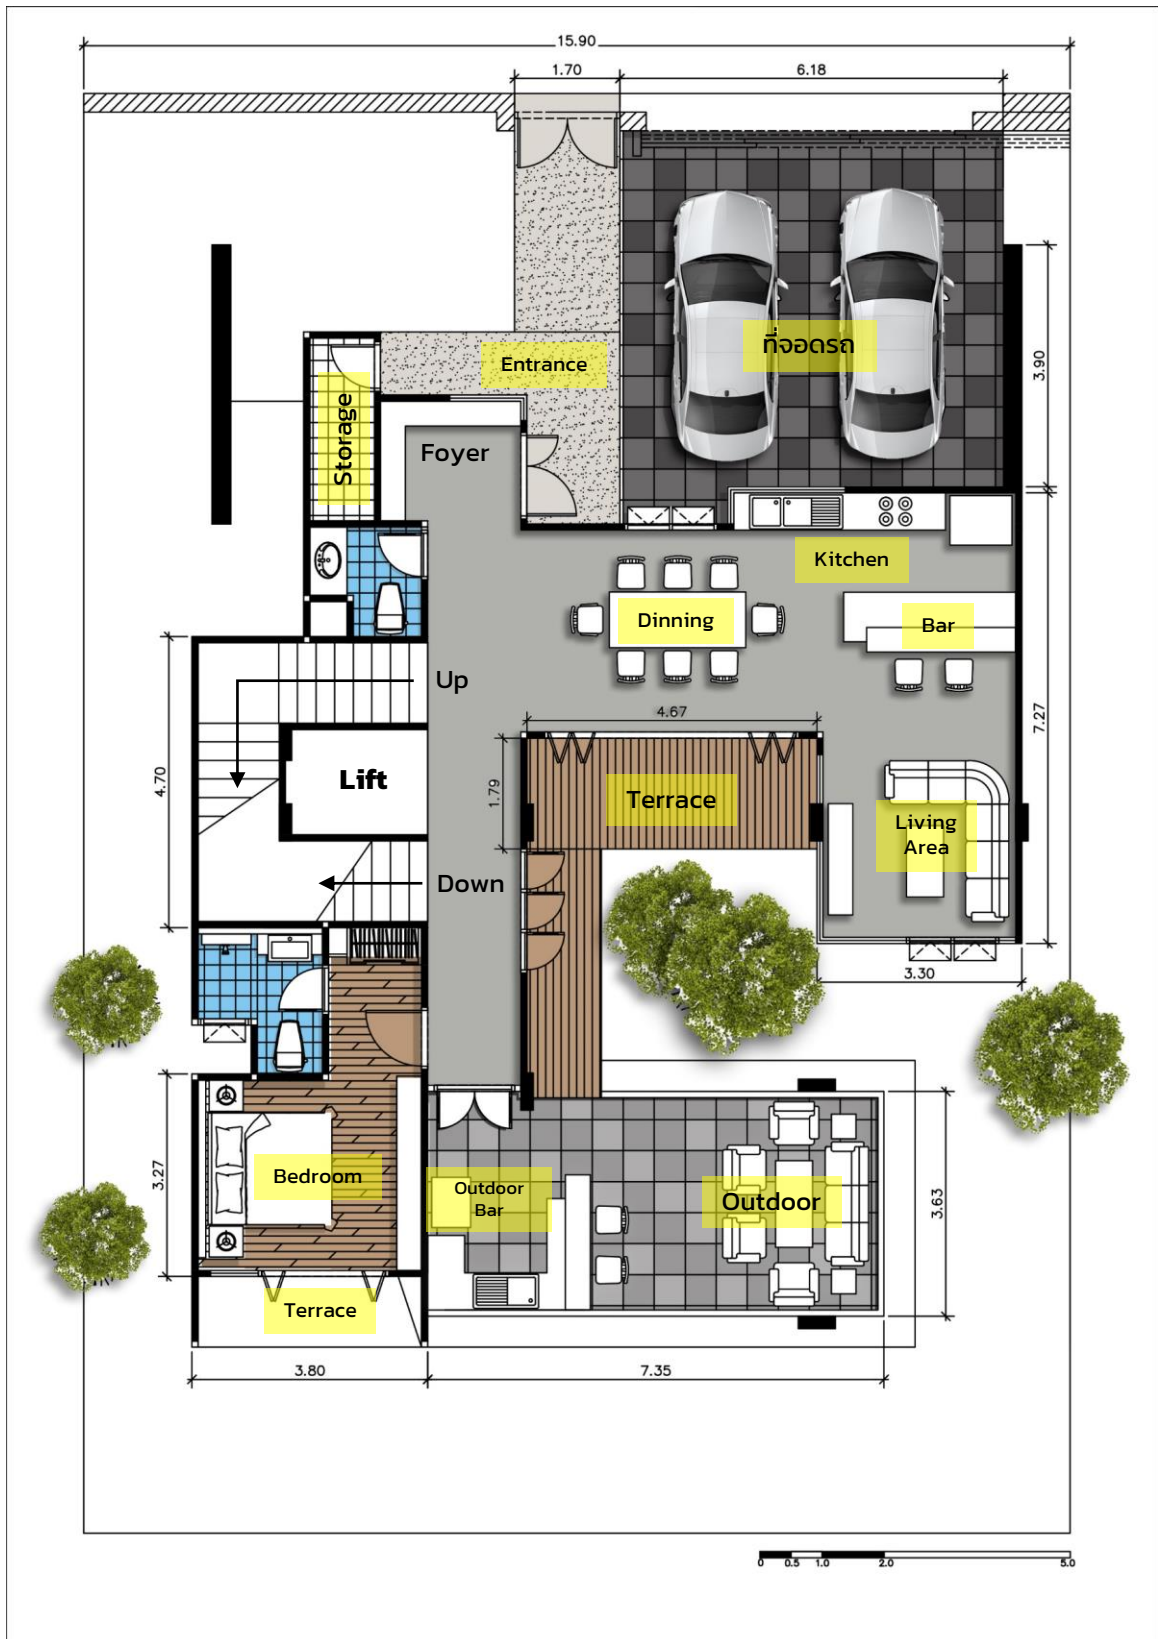 15.90
1.70
6.18
ที่จอดรถ
Entrance
3.90
Storage
Foyer
Kitchen
Dinning
Bar
Up
4.67
7.27
4.70
Lift
1.79
Terrace
Living
Area
Down
3.30
3.27
Bedroom
Outdoor
Bar
Outdoor
3.63
Terrace
3.80
7.35
0 0.5 1.0 2.0 5.0